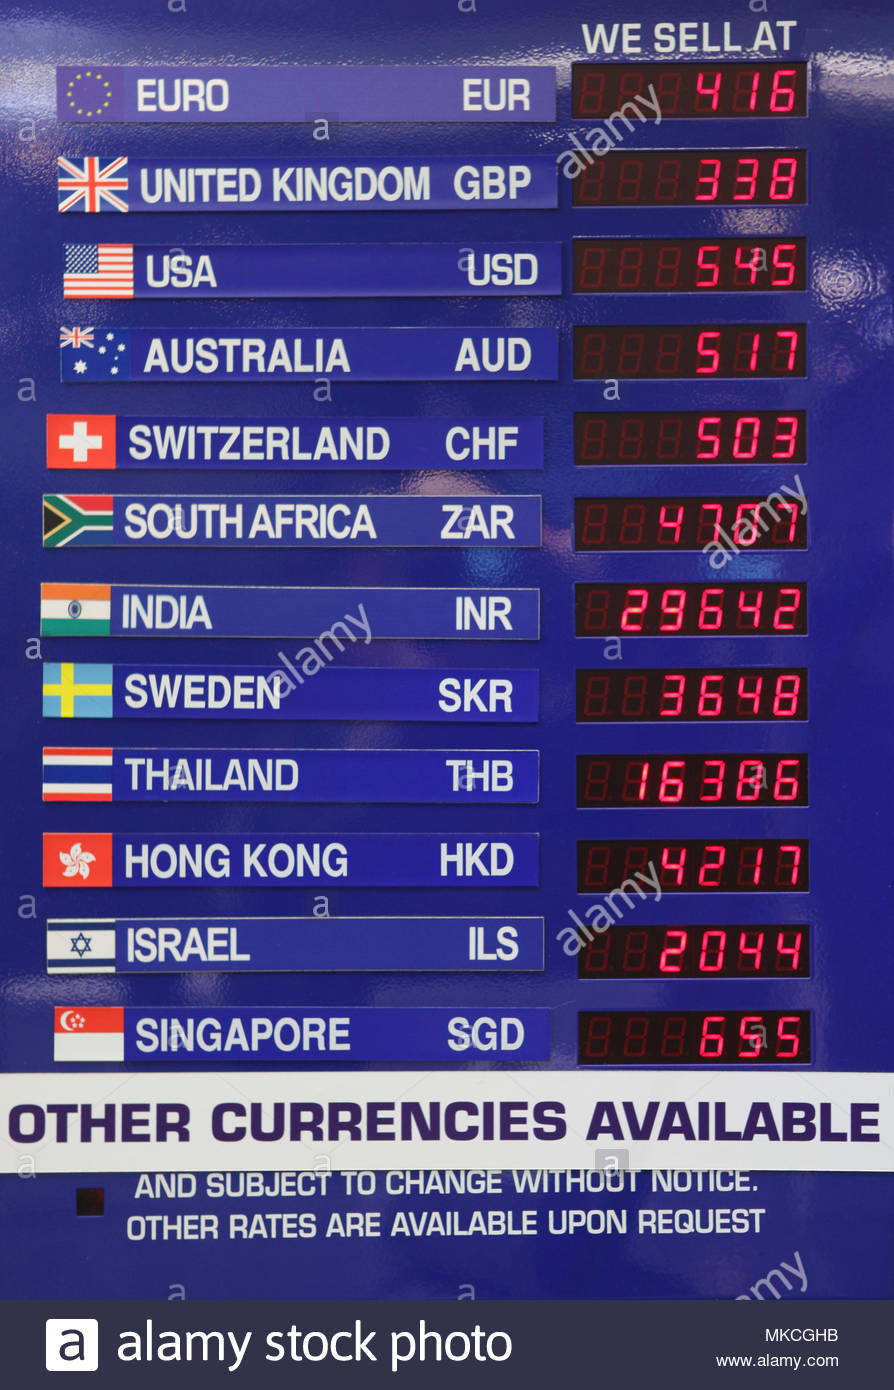 WE SELL AT
EURO EUR 416
UNITED KINGDOM GBP 338
USA USD 545
AUSTRALIA AUD 517
SWITZERLAND CHF 503
SOUTH AFRICA ZAR 4707
INDIA INR 29642
SWEDEN SKR 3648
THAILAND THB 16386
HONG KONG HKD 4217
ISRAEL ILS 2044
SINGAPORE SGD 655
OTHER CURRENCIES AVAILABLE
AND SUBJECT TO CHANGE WITHOUT NOTICE.
OTHER RATES ARE AVAILABLE UPON REQUEST
a alamy stock photo
MKCGHB
www.alamy.com